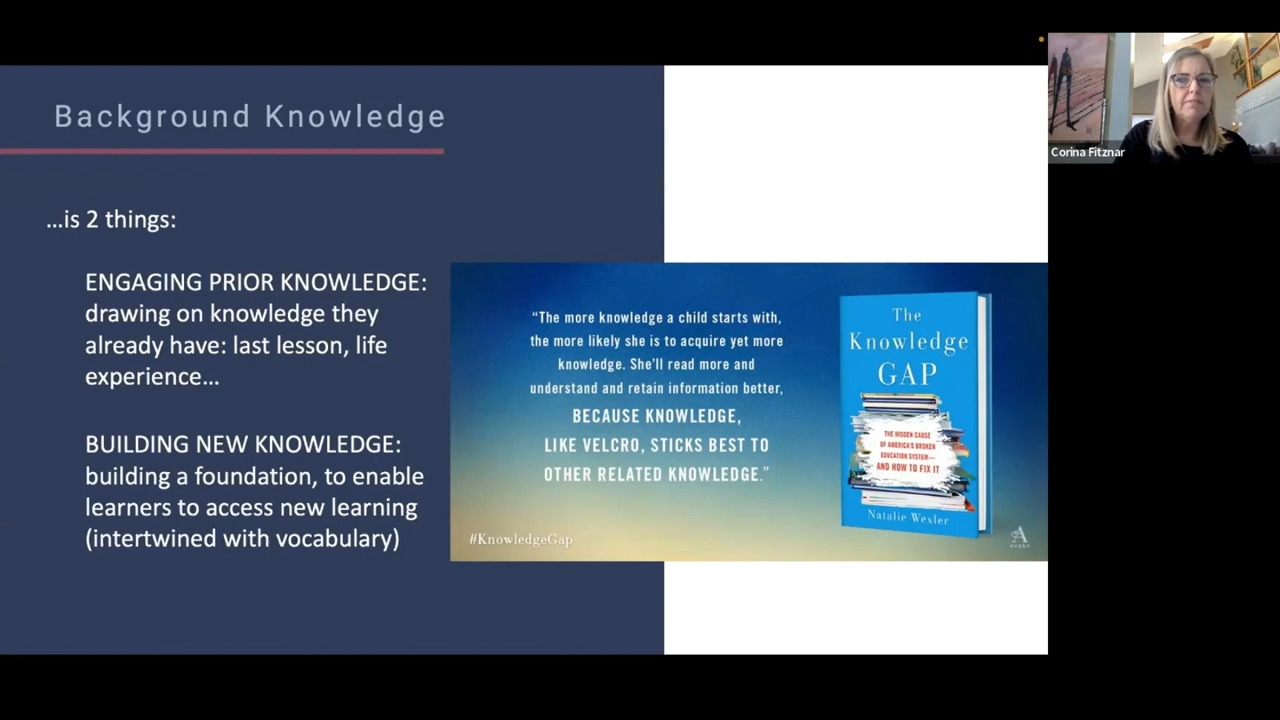 Background Knowledge
...is 2 things:
ENGAGING PRIOR KNOWLEDGE:
drawing on knowledge they
already have: last lesson, life
experience...
BUILDING NEW KNOWLEDGE:
building a foundation, to enable
learners to access new learning
(intertwined with vocabulary)
“The more knowledge a child starts with,
the more likely she is to acquire yet more
knowledge. She’ll read more and
understand and retain information better,
BECAUSE KNOWLEDGE,
LIKE VELCRO, STICKS BEST TO
OTHER RELATED KNOWLEDGE.”
#KnowledgeGap
The
Knowledge
GAP
THE HIDDEN CAUSE
OF AMERICA'S BROKEN
EDUCATION SYSTEM—
AND HOW TO FIX IT
Natalie Wexler
A
AVERY
Corina Fitznar